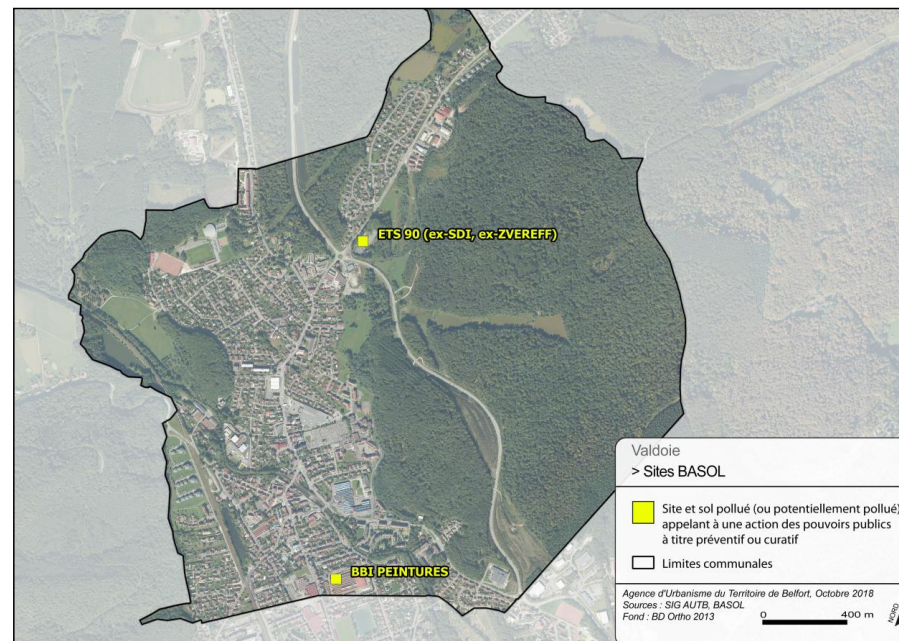 ETS 90 (ex-SDI, ex-ZVEREFF)
BBI PEINTURES
Valdoie
> Sites BASOL
Site et sol pollué (ou potentiellement pollué)
appelant à une action des pouvoirs publics
à titre préventif ou curatif
Limites communales
Agence d'Urbanisme du Territoire de Belfort, Octobre 2018
Sources : SIG AUTB, BASOL
Fond : BD Ortho 2013
0 400 m
NORD